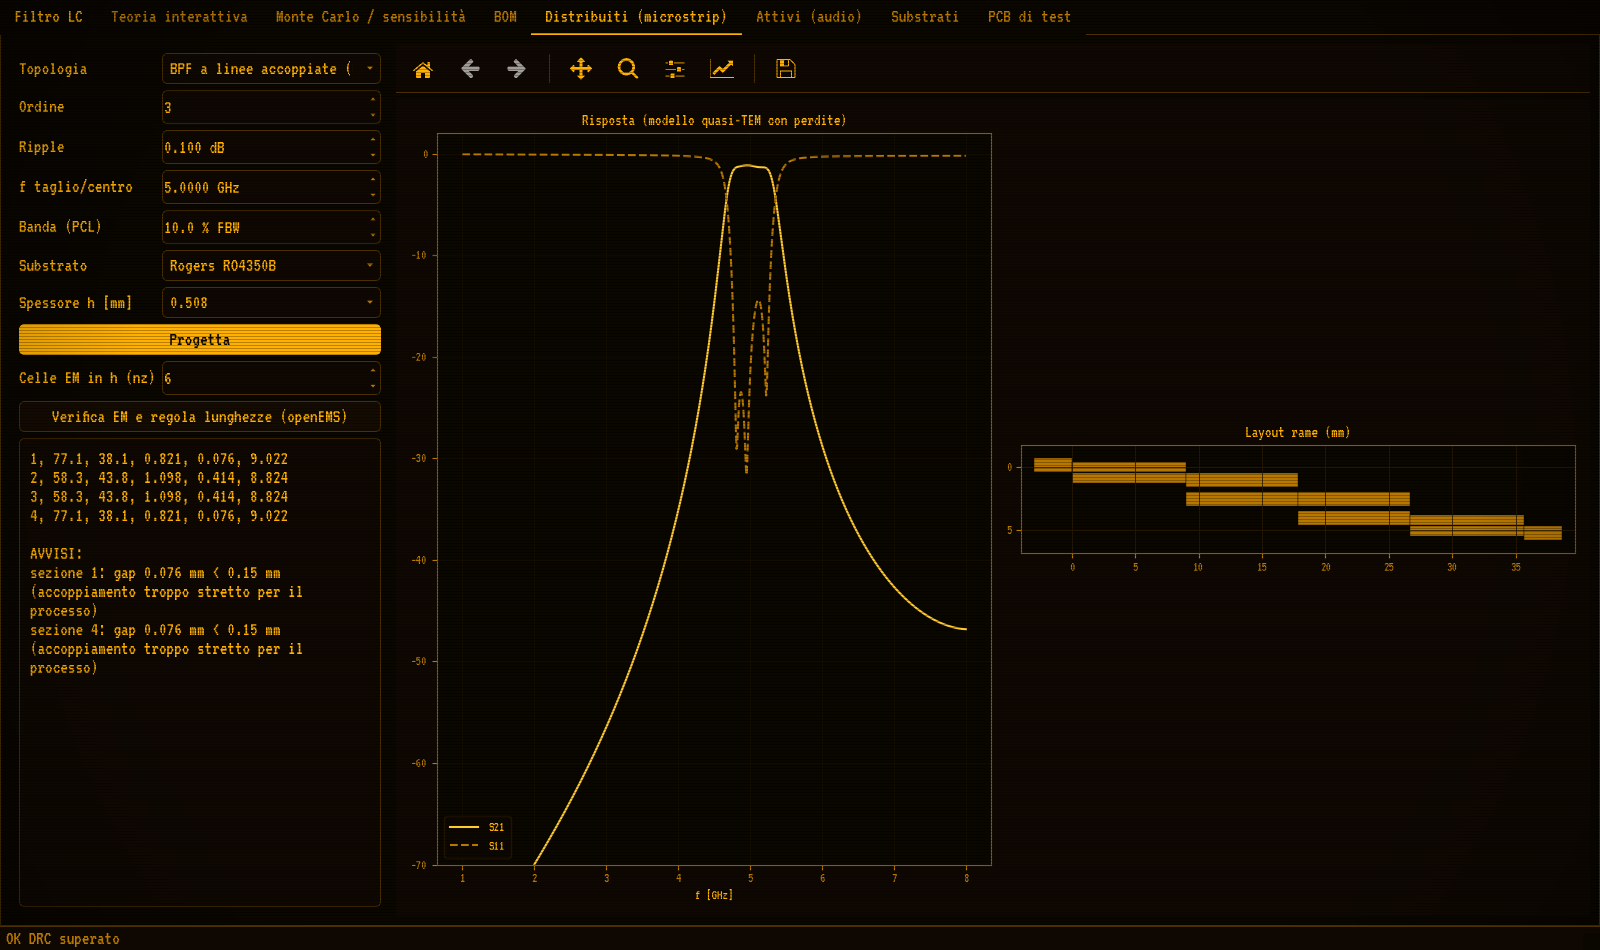 Filtro LC
Teoria interattiva
Monte Carlo / sensibilità
BOM
Distribuiti (microstrip)
Attivi (audio)
Substrati
PCB di test
Topologia
BPF a linee accoppiate (
Ordine
3
Ripple
0.100 dB
f taglio/centro
5.0000 GHz
Banda (PCL)
10.0 % FBW
Substrato
Rogers RO4350B
Spessore h [mm]
0.508
Progetta
Celle EM in h (nz)
6
Verifica EM e regola lunghezze (openEMS)
1, 77.1, 38.1, 0.821, 0.076, 9.022
2, 58.3, 43.8, 1.098, 0.414, 8.824
3, 58.3, 43.8, 1.098, 0.414, 8.824
4, 77.1, 38.1, 0.821, 0.076, 9.022
AVVISI:
sezione 1: gap 0.076 mm < 0.15 mm
(accoppiamento troppo stretto per il
processo)
sezione 4: gap 0.076 mm < 0.15 mm
(accoppiamento troppo stretto per il
processo)
Risposta (modello quasi-TEM con perdite)
0
-10
-20
-30
-40
-50
-60
-70
S21
S11
1
2
3
4
5
6
7
8
f [GHz]
Layout rame (mm)
0
5
0
5
10
15
20
25
30
35
OK DRC superato